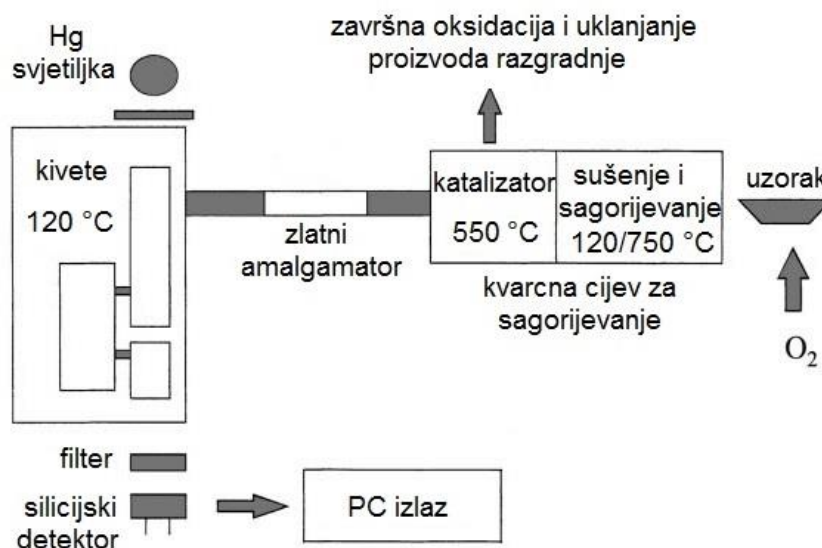 Hg
svjetiljka
završna oksidacija i uklanjanje
proizvoda razgradnje
kivete
120 °C
zlatni
amalgamator
katalizator
550 °C
sušenje i
sagorijevanje
120/750 °C
uzorak
kvarcna cijev za
sagorijevanje
O₂
filter
silicijski
detektor
PC izlaz